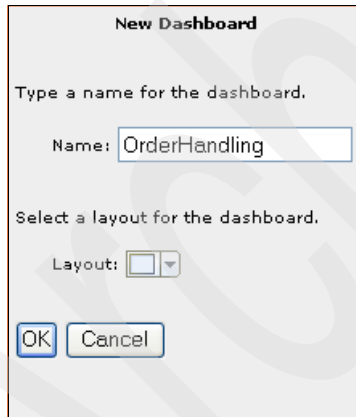 New Dashboard
Type a name for the dashboard.
Name: OrderHandling
Select a layout for the dashboard.
Layout:
OK Cancel